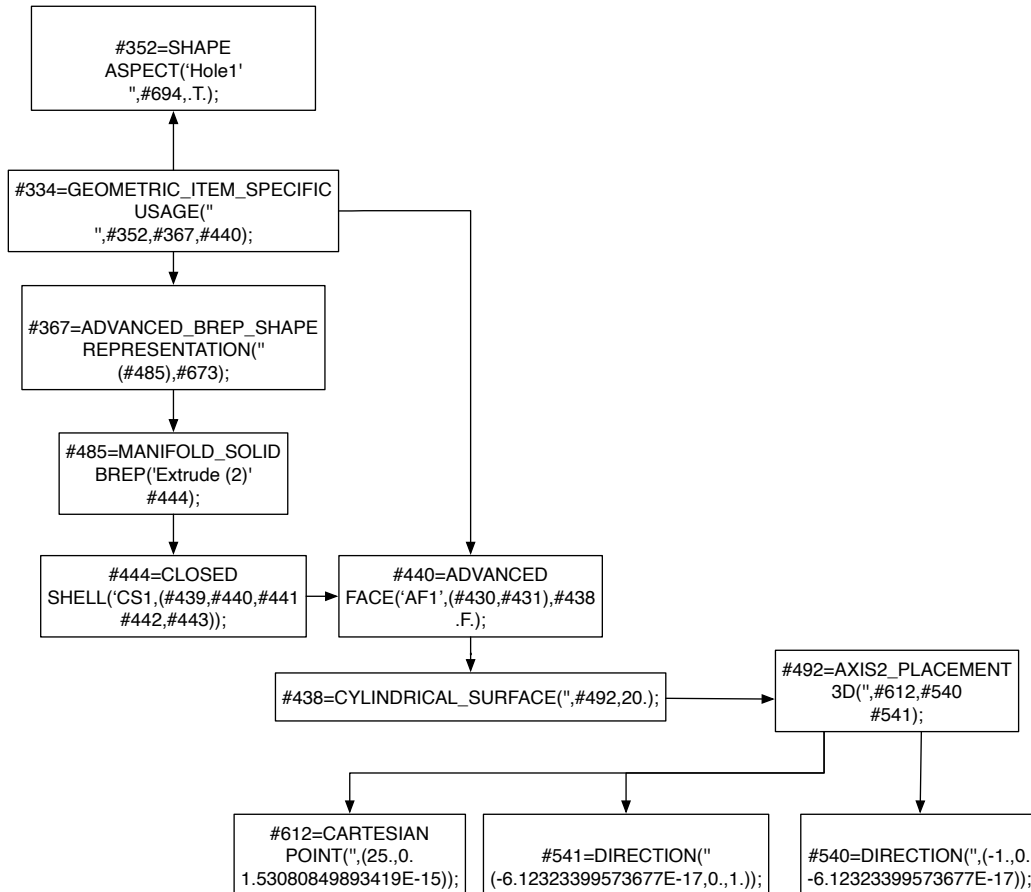 #352=SHAPE
ASPECT(‘Hole1'
",#694,.T.);
#334=GEOMETRIC_ITEM_SPECIFIC
USAGE("
",#352,#367,#440);
#367=ADVANCED_BREP_SHAPE
REPRESENTATION("
(#485),#673);
#485=MANIFOLD_SOLID
BREP('Extrude (2)'
#444);
#444=CLOSED
SHELL(‘CS1,(#439,#440,#441
#442,#443));
#440=ADVANCED
FACE(‘AF1’,(#430,#431),#438
.F.);
#438=CYLINDRICAL_SURFACE(",#492,20.);
#492=AXIS2_PLACEMENT
3D(",#612,#540
#541);
#612=CARTESIAN
POINT(",(25.,0.
1.53080849893419E-15));
#541=DIRECTION("
(-6.12323399573677E-17,0.,1.));
#540=DIRECTION(",(-1.,0.
-6.12323399573677E-17));